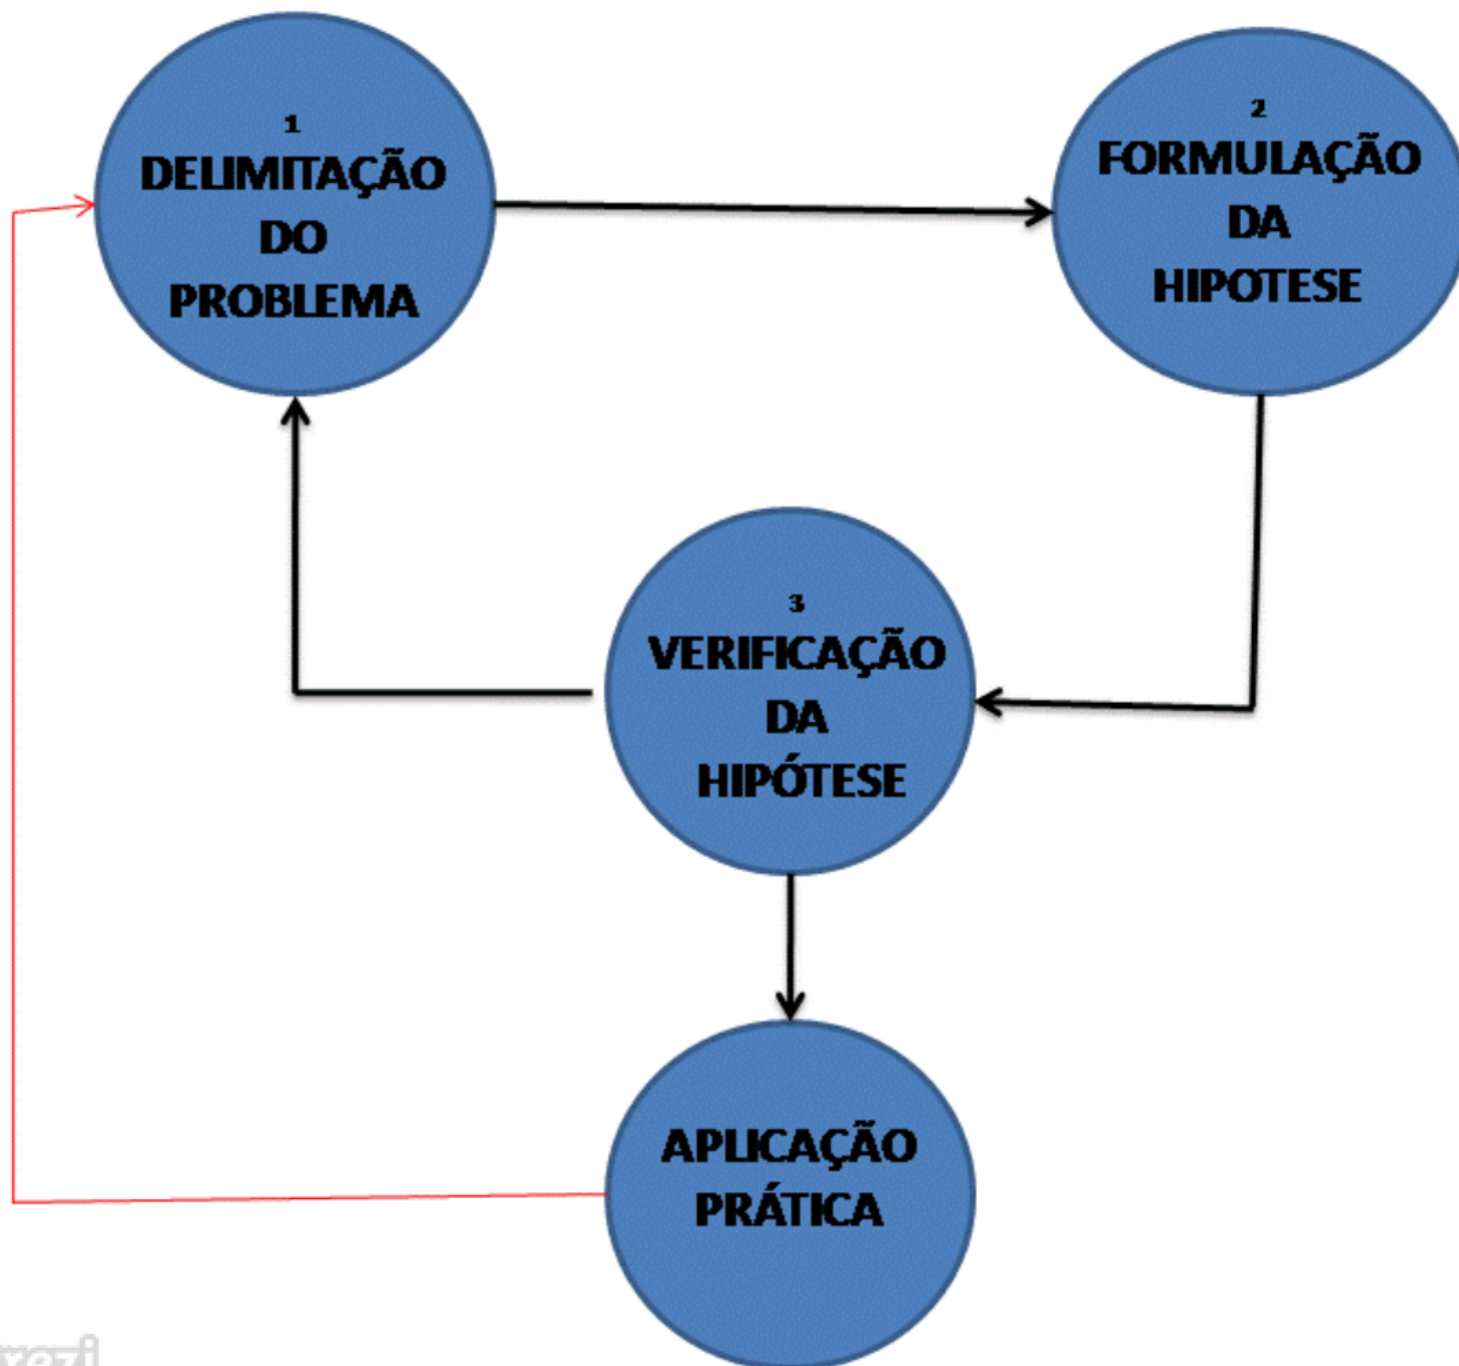 1
DELIMITAÇÃO
DO
PROBLEMA
2
FORMULAÇÃO
DA
HIPOTESE
3
VERIFICAÇÃO
DA
HIPÓTESE
APLICAÇÃO
PRÁTICA